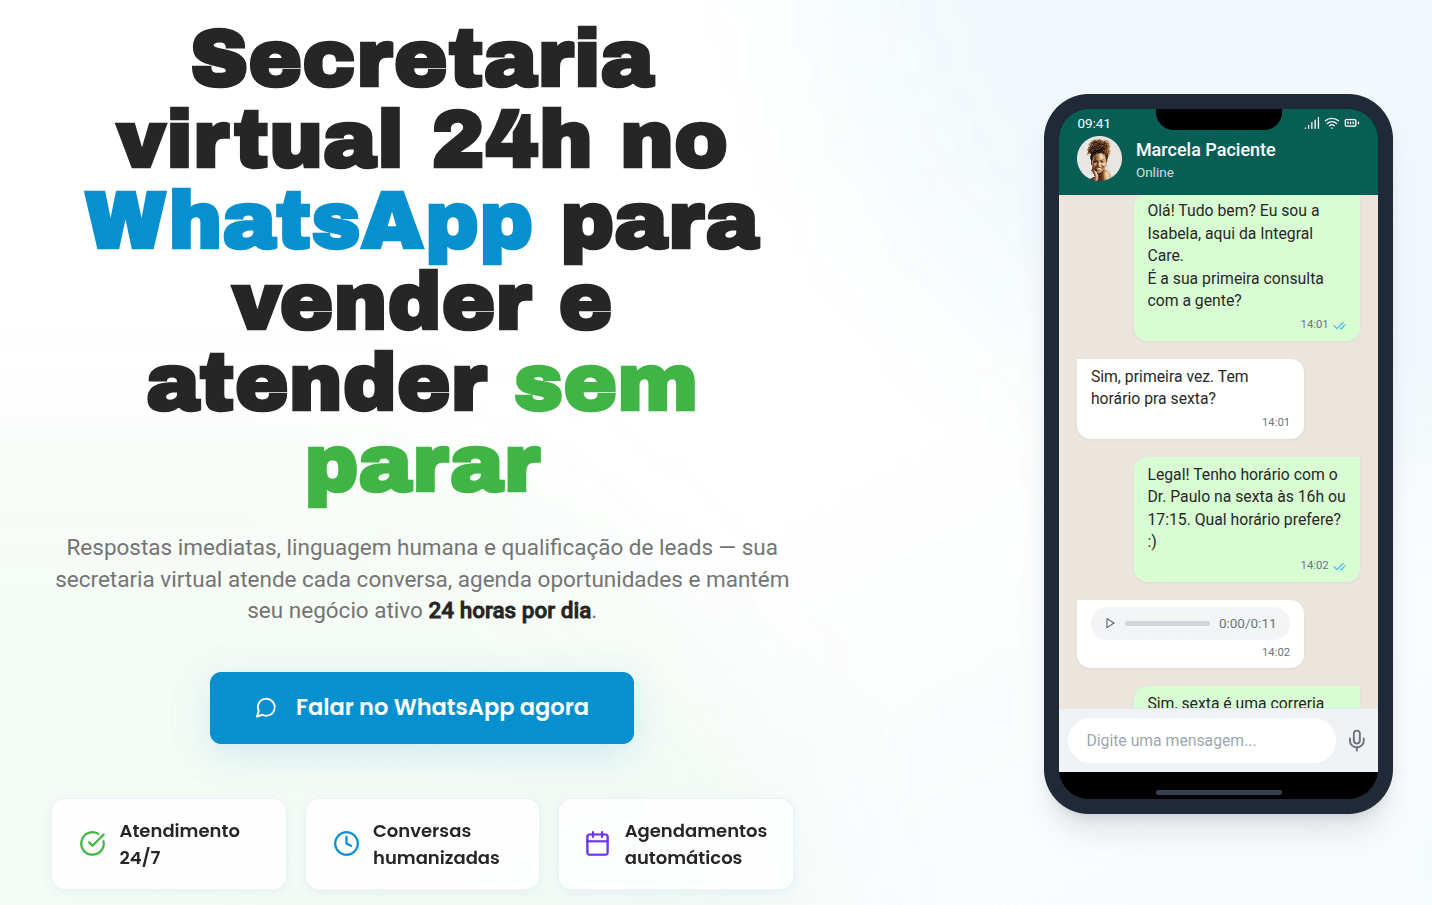 Secretaria
virtual 24h no
WhatsApp para
vender e
atender sem
parar
Respostas imediatas, linguagem humana e qualificação de leads — sua
secretaria virtual atende cada conversa, agenda oportunidades e mantém
seu negócio ativo 24 horas por dia.
Falar no WhatsApp agora
Atendimento
24/7
Conversas
humanizadas
Agendamentos
automáticos
09:41
Marcela Paciente
Online
Olá! Tudo bem? Eu sou a
Isabela, aqui da Integral
Care.
É a sua primeira consulta
com a gente?
14:01
Sim, primeira vez. Tem
horário pra sexta?
14:01
Legal! Tenho horário com o
Dr. Paulo na sexta às 16h ou
17:15. Qual horário prefere?
:)
14:02
0:00/0:11
14:02
Sim, sexta é uma correria
Digite uma mensagem...